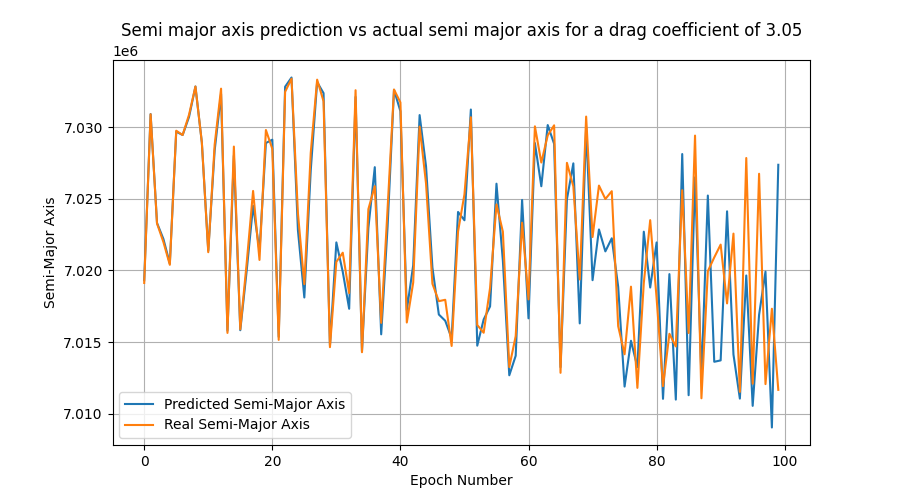 Semi major axis prediction vs actual semi major axis for a drag coefficient of 3.05
1e6
7.030
7.025
7.020
7.015
7.010
Semi-Major Axis
Predicted Semi-Major Axis
Real Semi-Major Axis
0 20 40 60 80 100
Epoch Number